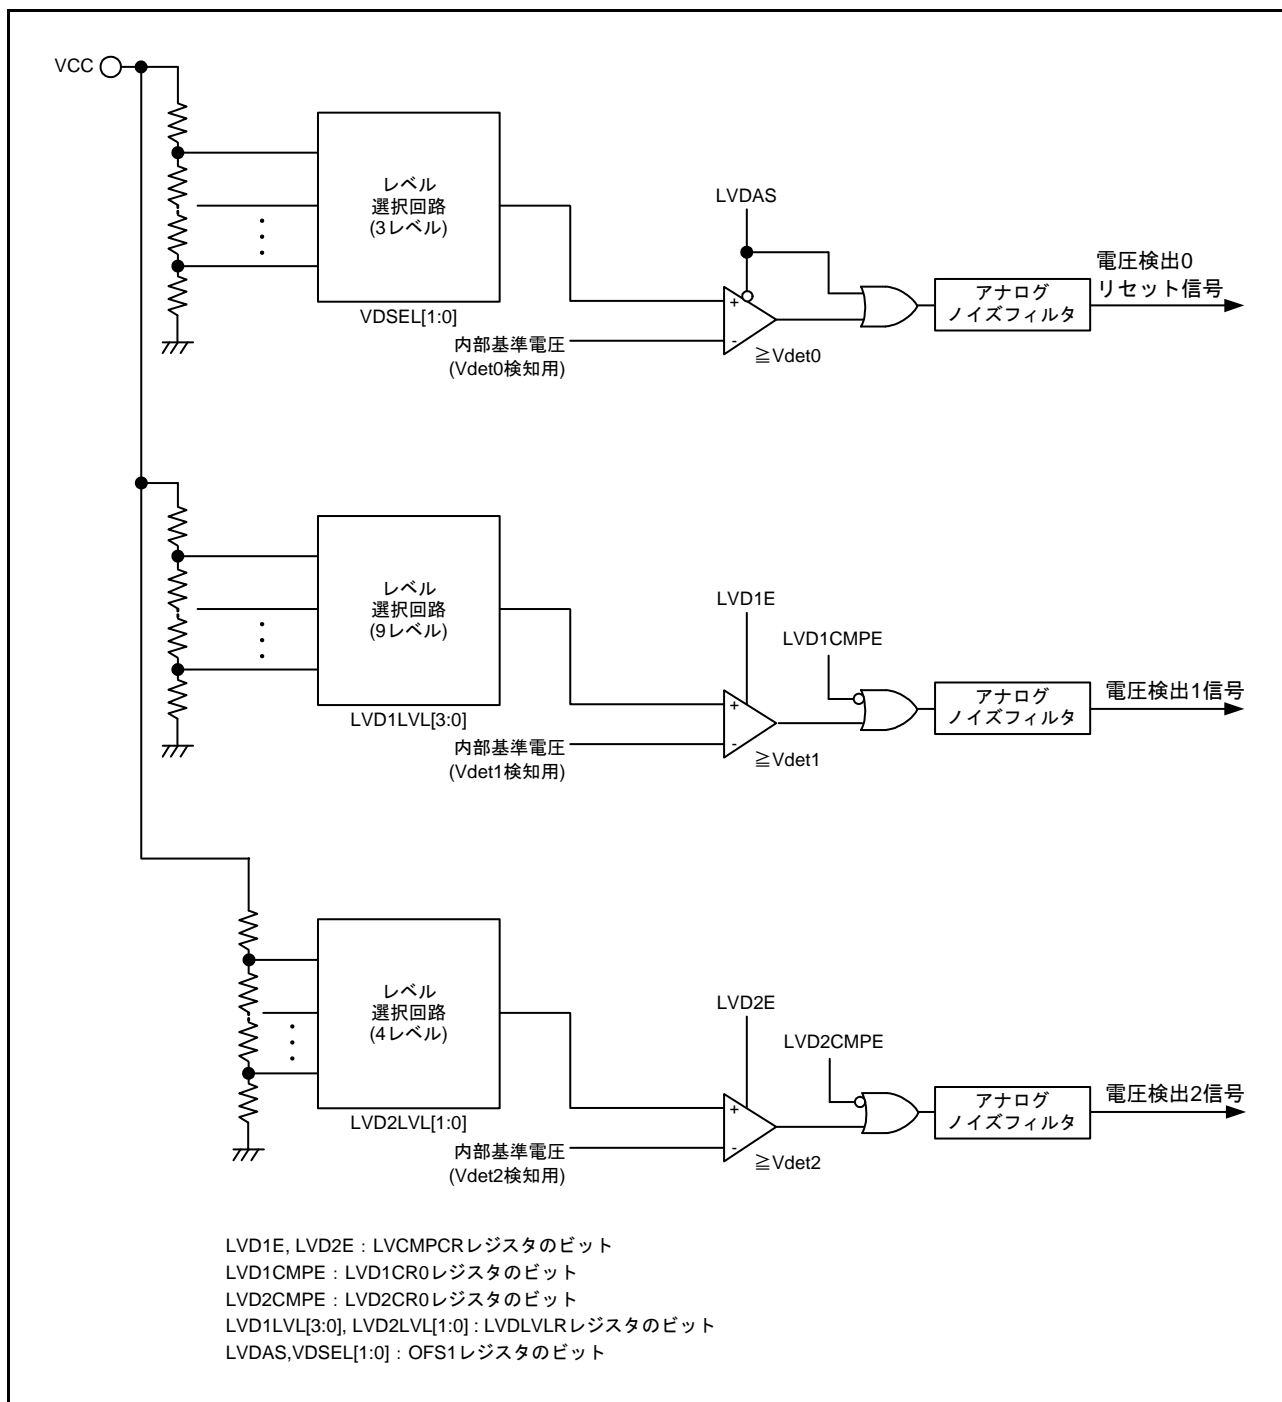 VCC
レベル
選択回路
(3レベル)
VDSEL[1:0]
内部基準電圧
(Vdet0検知用)
LVDAS
+
-
≧Vdet0
アナログ
ノイズフィルタ
電圧検出0
リセット信号
レベル
選択回路
(9レベル)
LVD1LVL[3:0]
内部基準電圧
(Vdet1検知用)
LVD1E
LVD1CMPE
+
-
≧Vdet1
アナログ
ノイズフィルタ
電圧検出1信号
レベル
選択回路
(4レベル)
LVD2LVL[1:0]
内部基準電圧
(Vdet2検知用)
LVD2E
LVD2CMPE
+
-
≧Vdet2
アナログ
ノイズフィルタ
電圧検出2信号
LVD1E, LVD2E : LVCMPCRレジスタのビット
LVD1CMPE : LVD1CR0レジスタのビット
LVD2CMPE : LVD2CR0レジスタのビット
LVD1LVL[3:0], LVD2LVL[1:0] : LVDLVLRレジスタのビット
LVDAS,VDSEL[1:0] : OFS1レジスタのビット